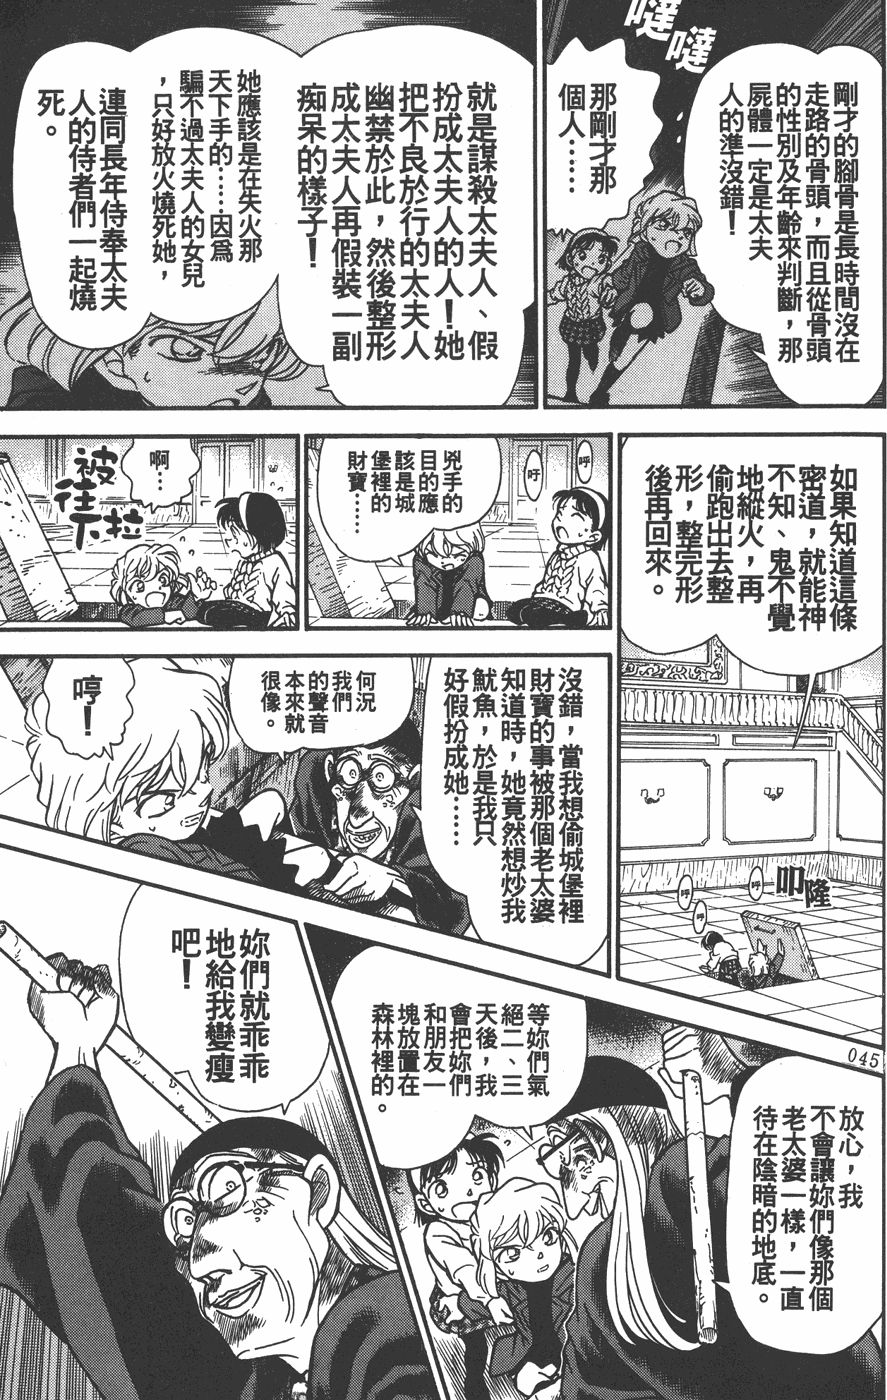 噠噠
剛才的腳骨是長時間沒在
走路的骨頭，而且從骨頭
的性別及年齡來判斷，那
屍體一定是太夫
人的準沒錯！
那剛才那
個人……
就是謀殺太夫人、假
扮成太夫人的人！她
把不良於行的太夫人
幽禁於此，然後整形
成太夫人再假裝一副
痴呆的樣子！
她應該是在失火那
天下手的……因為
騙不過太夫人的女兒
，只好放火燒死她，
連同長年侍奉太夫
人的侍者們一起燒
死。
如果知道這條
密道，就能神
不知、鬼不覺
地縱火，再
偷跑出去整
形，整完形
後再回來。
叩隆
呼
呼
呼
呼
呼
兇手的
目的應
該是城
堡裡的
財寶……
啊…
被往下拉
沒錯，當我想偷城堡裡
財寶的事被那個老太婆
知道時，她竟然想炒我
魷魚，於是我只
好假扮成她……
何況
我們
的聲音
本來就
很像。
哼！
045
放心，我
不會讓妳們像那個
老太婆一樣，一直
待在陰暗的地底。
等妳們氣
絕二、三
天後，我
會把妳們
和朋友一
塊放置在
森林裡的。
妳們就乖乖
地給我變瘦
吧！